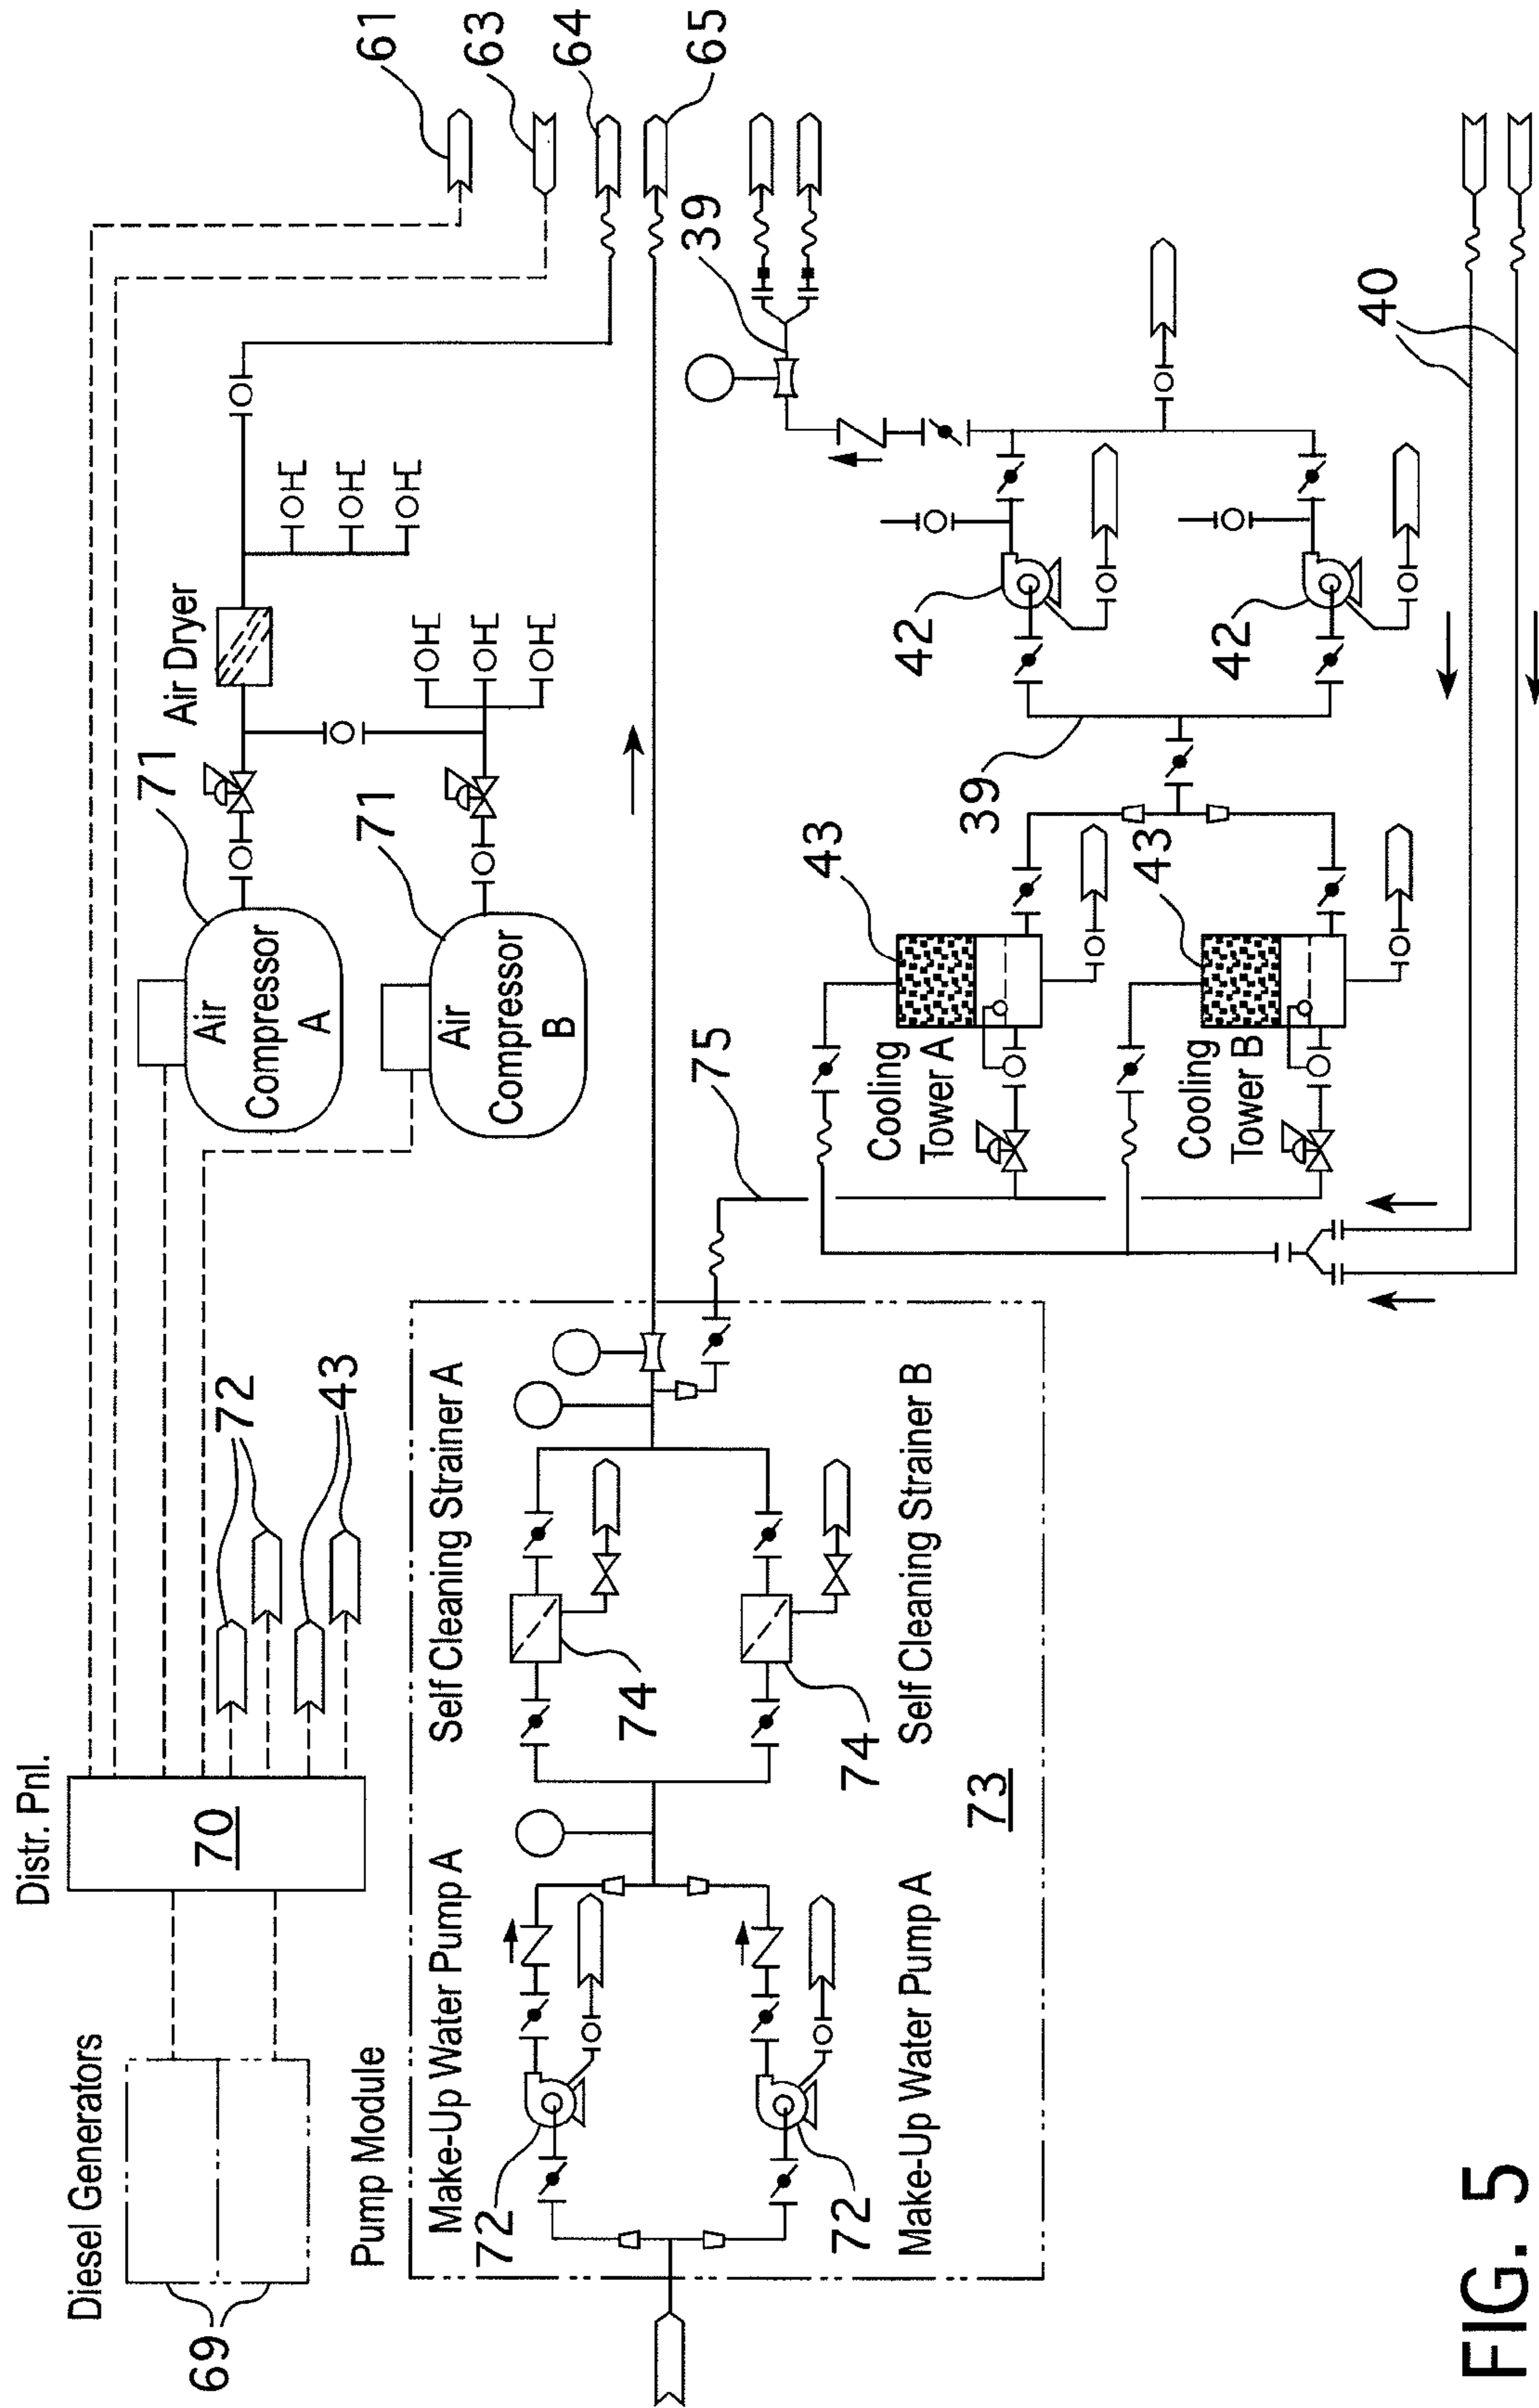 Diesel Generators
69
Distr. Pnl.
70
72
43
61
63
64
65
71
Air
Compressor
A
71
Air
Compressor
B
Air Dryer
Pump Module
Make-Up Water Pump A
Self Cleaning Strainer A
72
74
72
74
Make-Up Water Pump A
Self Cleaning Strainer B
73
75
Cooling
Tower A
43
Cooling
Tower B
43
39
42
42
39
40
FIG. 5